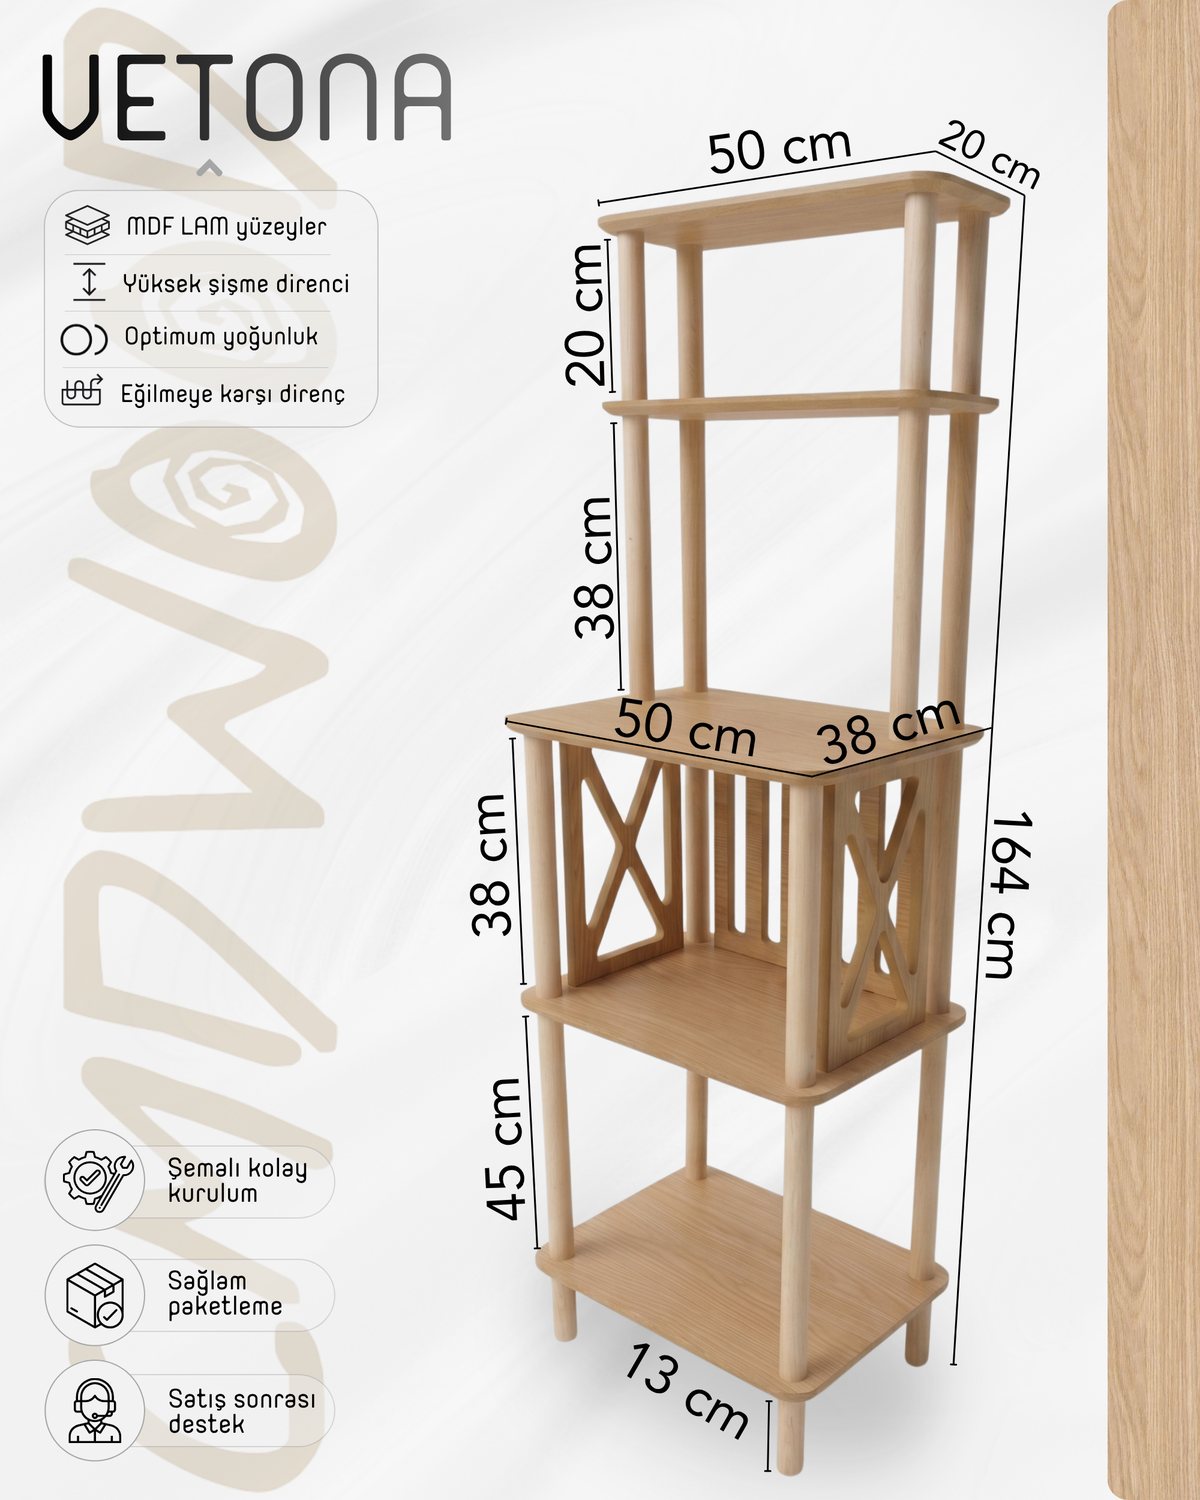 VETONA
MDF LAM yüzeyler
Yüksek şişme direnci
Optimum yoğunluk
Eğilmeye karşı direnç
50 cm
20 cm
20 cm
38 cm
50 cm
38 cm
38 cm
164 cm
45 cm
13 cm
Şemalı kolay
kurulum
Sağlam
paketleme
Satış sonrası
destek